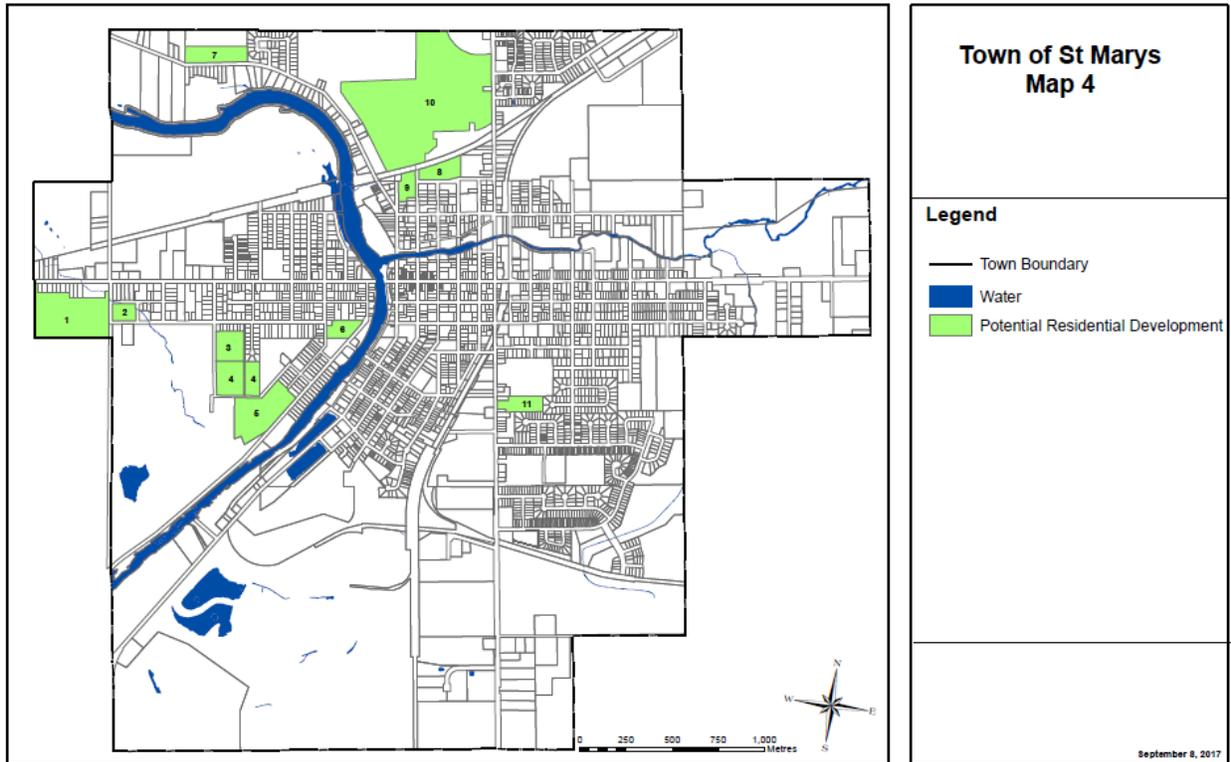 Town of St Marys
Map 4
Legend
Town Boundary
Water
Potential Residential Development
7
10
8
9
1
2
6
3
4 4
5
11
N
W E
S
0 250 500 750 1,000
Metres
September 8, 2017